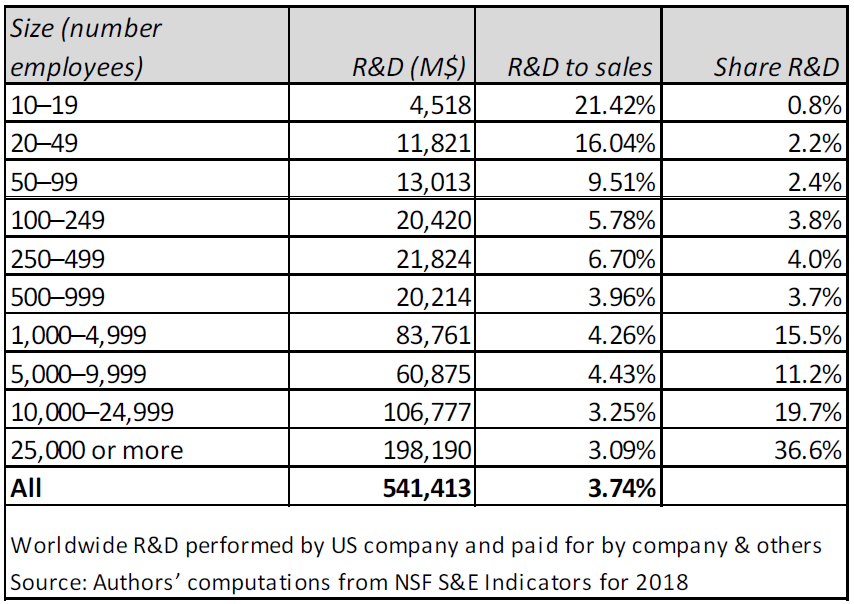 Size (number
employees) R&D (M$) R&D to sales Share R&D
10–19 4,518 21.42% 0.8%
20–49 11,821 16.04% 2.2%
50–99 13,013 9.51% 2.4%
100–249 20,420 5.78% 3.8%
250–499 21,824 6.70% 4.0%
500–999 20,214 3.96% 3.7%
1,000–4,999 83,761 4.26% 15.5%
5,000–9,999 60,875 4.43% 11.2%
10,000–24,999 106,777 3.25% 19.7%
25,000 or more 198,190 3.09% 36.6%
All 541,413 3.74%
Worldwide R&D performed by US company and paid for by company & others
Source: Authors’ computations from NSF S&E Indicators for 2018